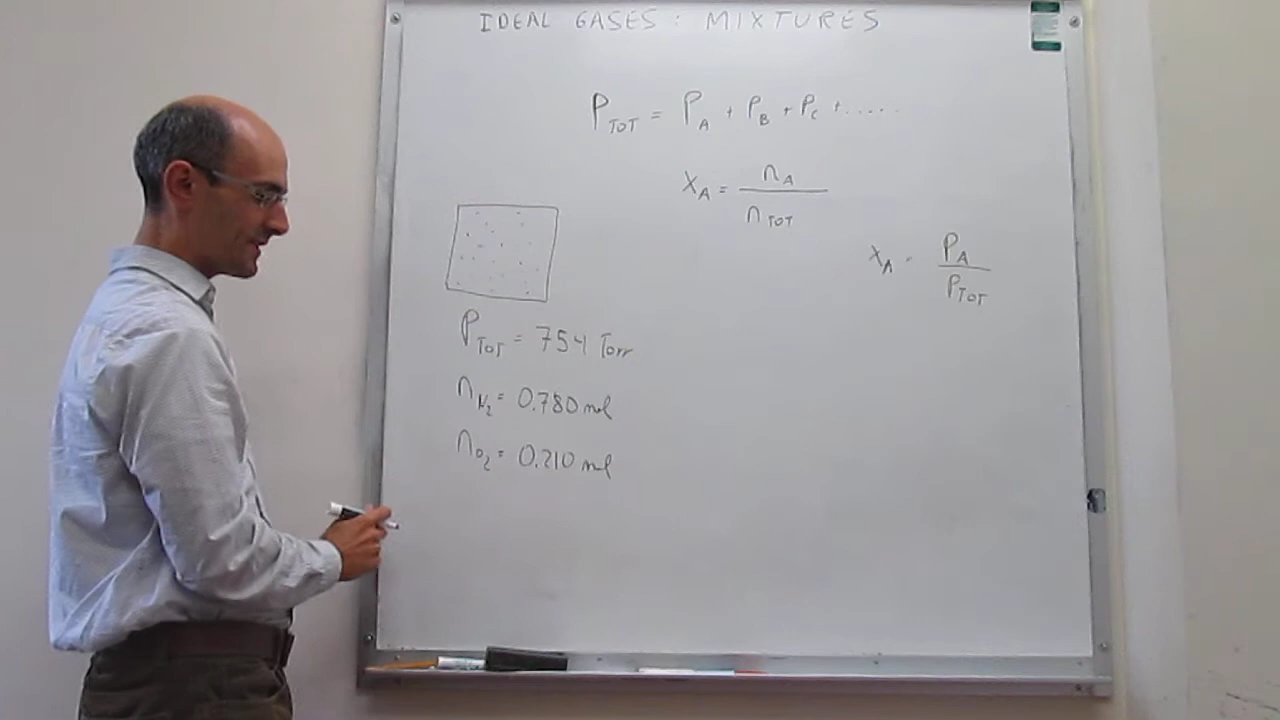 IDEAL GASES : MIXTURES
P_TOT = P_A + P_B + P_C + .....
X_A = n_A / n_TOT
X_A = P_A / P_TOT
P_TOT = 754 Torr
n_N2 = 0.780 mol
n_O2 = 0.210 mol